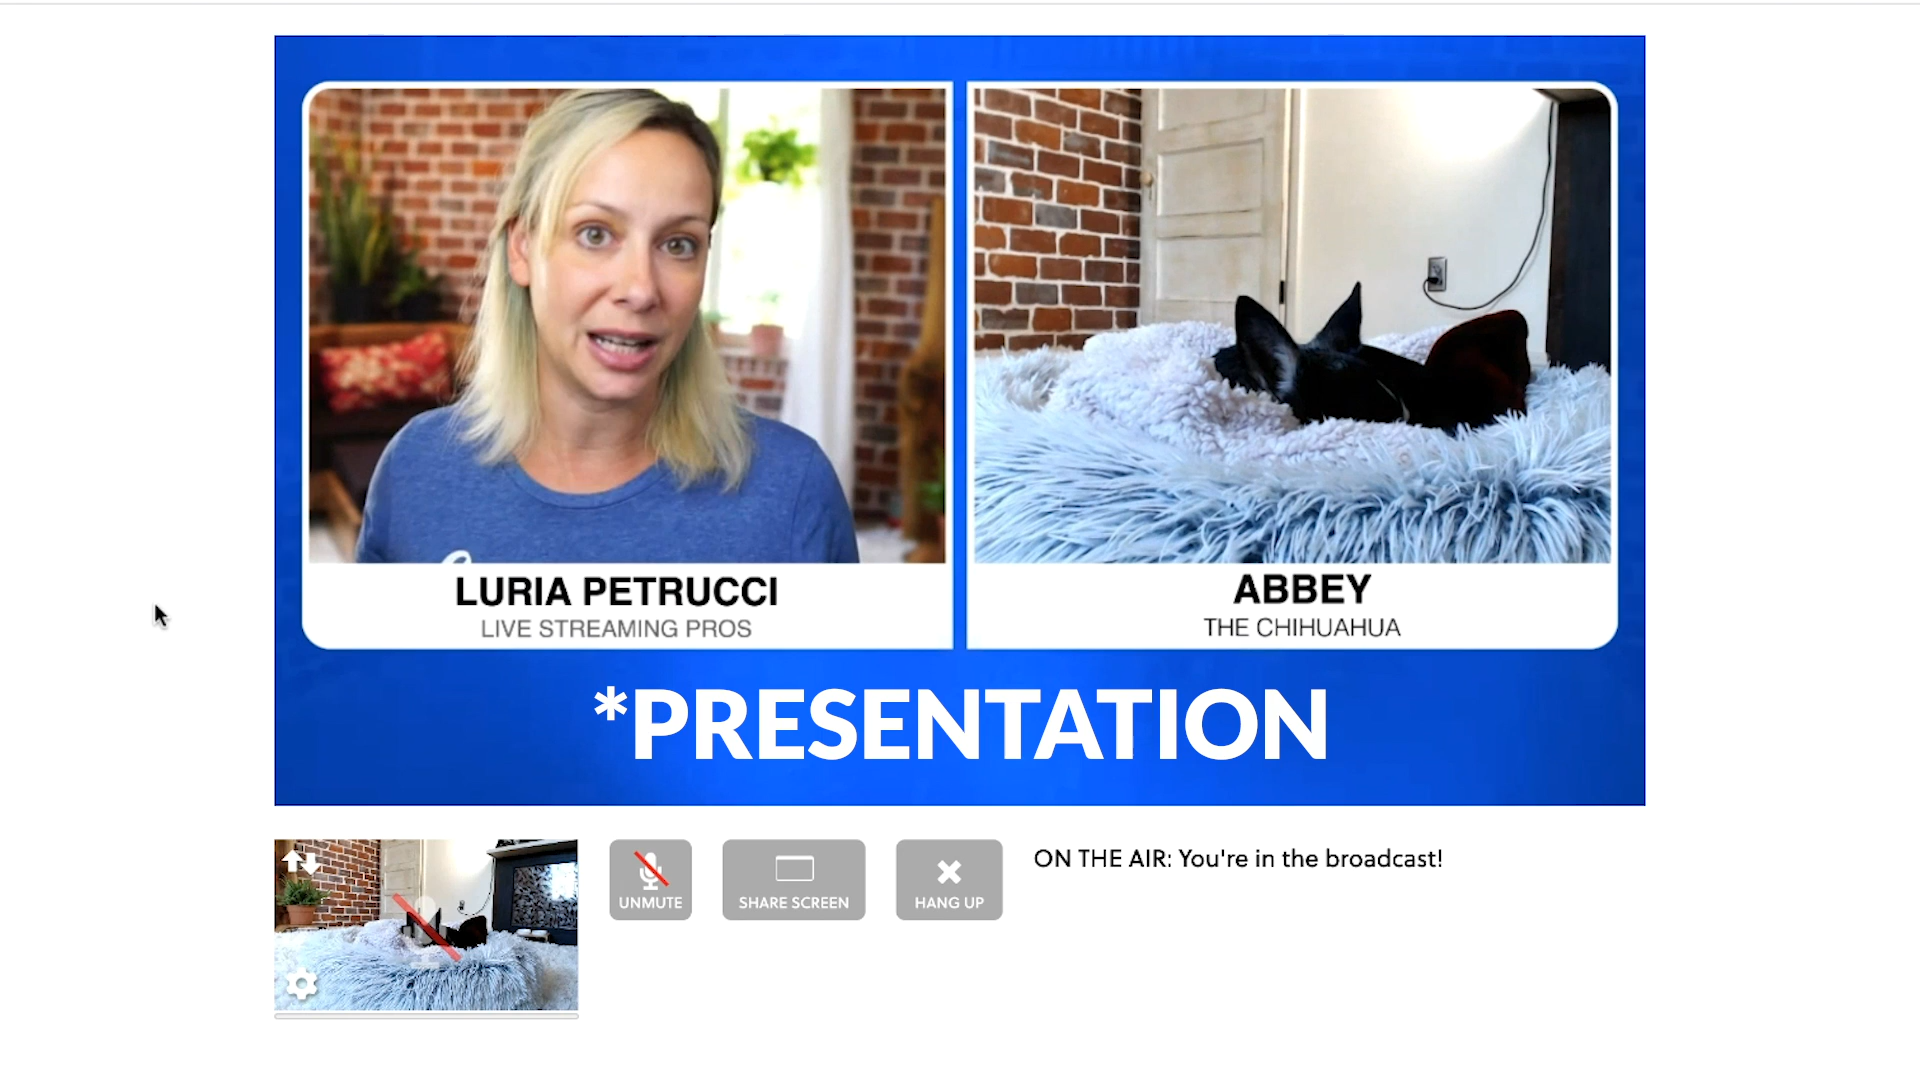 LURIA PETRUCCI
LIVE STREAMING PROS
ABBEY
THE CHIHUAHUA
*PRESENTATION
UNMUTE
SHARE SCREEN
HANG UP
ON THE AIR: You're in the broadcast!